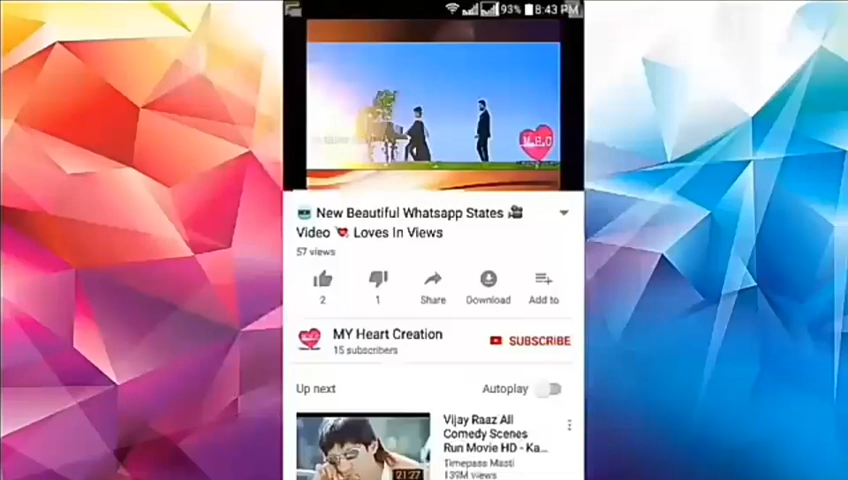 93% 8:43 PM
M.H.C
New Beautiful Whatsapp States
Video Loves In Views
57 views
2 1 Share Download Add to
MY Heart Creation
15 subscribers
SUBSCRIBE
Up next Autoplay
Vijay Raaz All
Comedy Scenes
Run Movie HD - Ka...
Timepass Masti
139M views
21:27